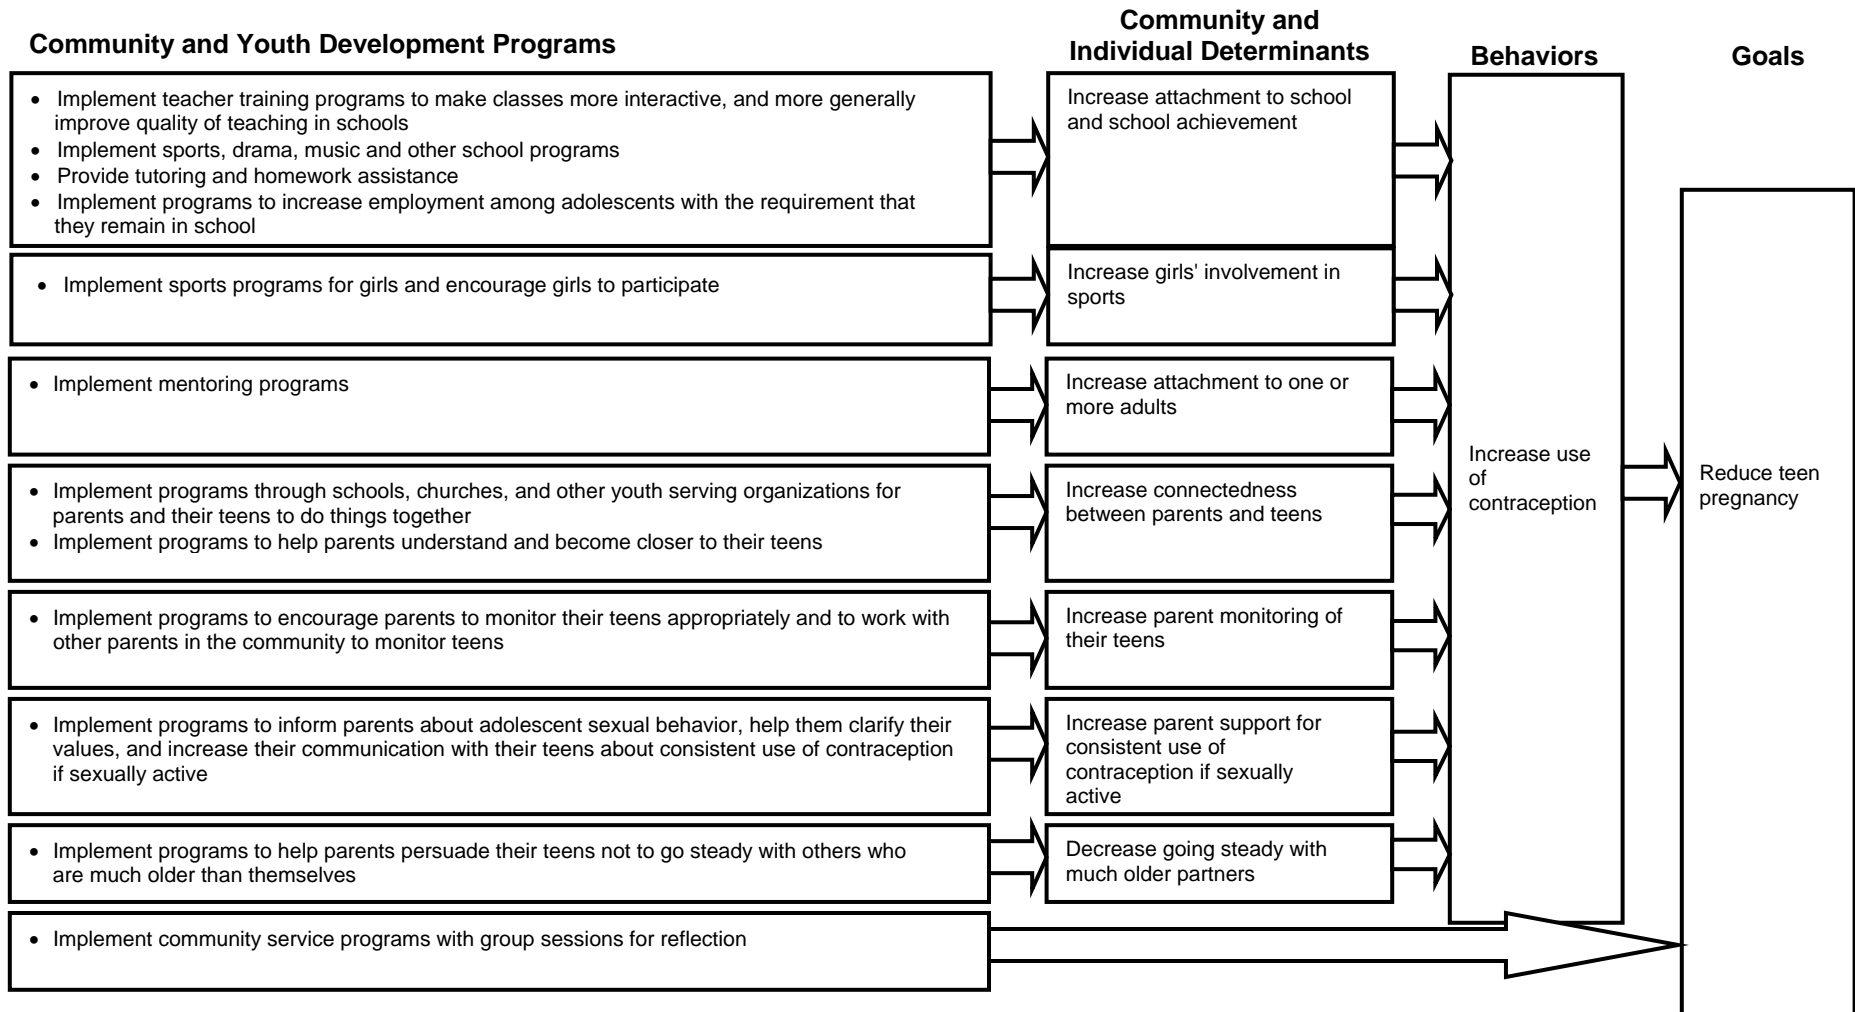 Community and Youth Development Programs
Community and
Individual Determinants
Behaviors
Goals
• Implement teacher training programs to make classes more interactive, and more generally
improve quality of teaching in schools
• Implement sports, drama, music and other school programs
• Provide tutoring and homework assistance
• Implement programs to increase employment among adolescents with the requirement that
they remain in school
Increase attachment to school
and school achievement
• Implement sports programs for girls and encourage girls to participate
Increase girls' involvement in
sports
• Implement mentoring programs
Increase attachment to one or
more adults
• Implement programs through schools, churches, and other youth serving organizations for
parents and their teens to do things together
• Implement programs to help parents understand and become closer to their teens
Increase connectedness
between parents and teens
• Implement programs to encourage parents to monitor their teens appropriately and to work with
other parents in the community to monitor teens
Increase parent monitoring of
their teens
• Implement programs to inform parents about adolescent sexual behavior, help them clarify their
values, and increase their communication with their teens about consistent use of contraception
if sexually active
Increase parent support for
consistent use of
contraception if sexually
active
• Implement programs to help parents persuade their teens not to go steady with others who
are much older than themselves
Decrease going steady with
much older partners
• Implement community service programs with group sessions for reflection
Increase use
of
contraception
Reduce teen
pregnancy